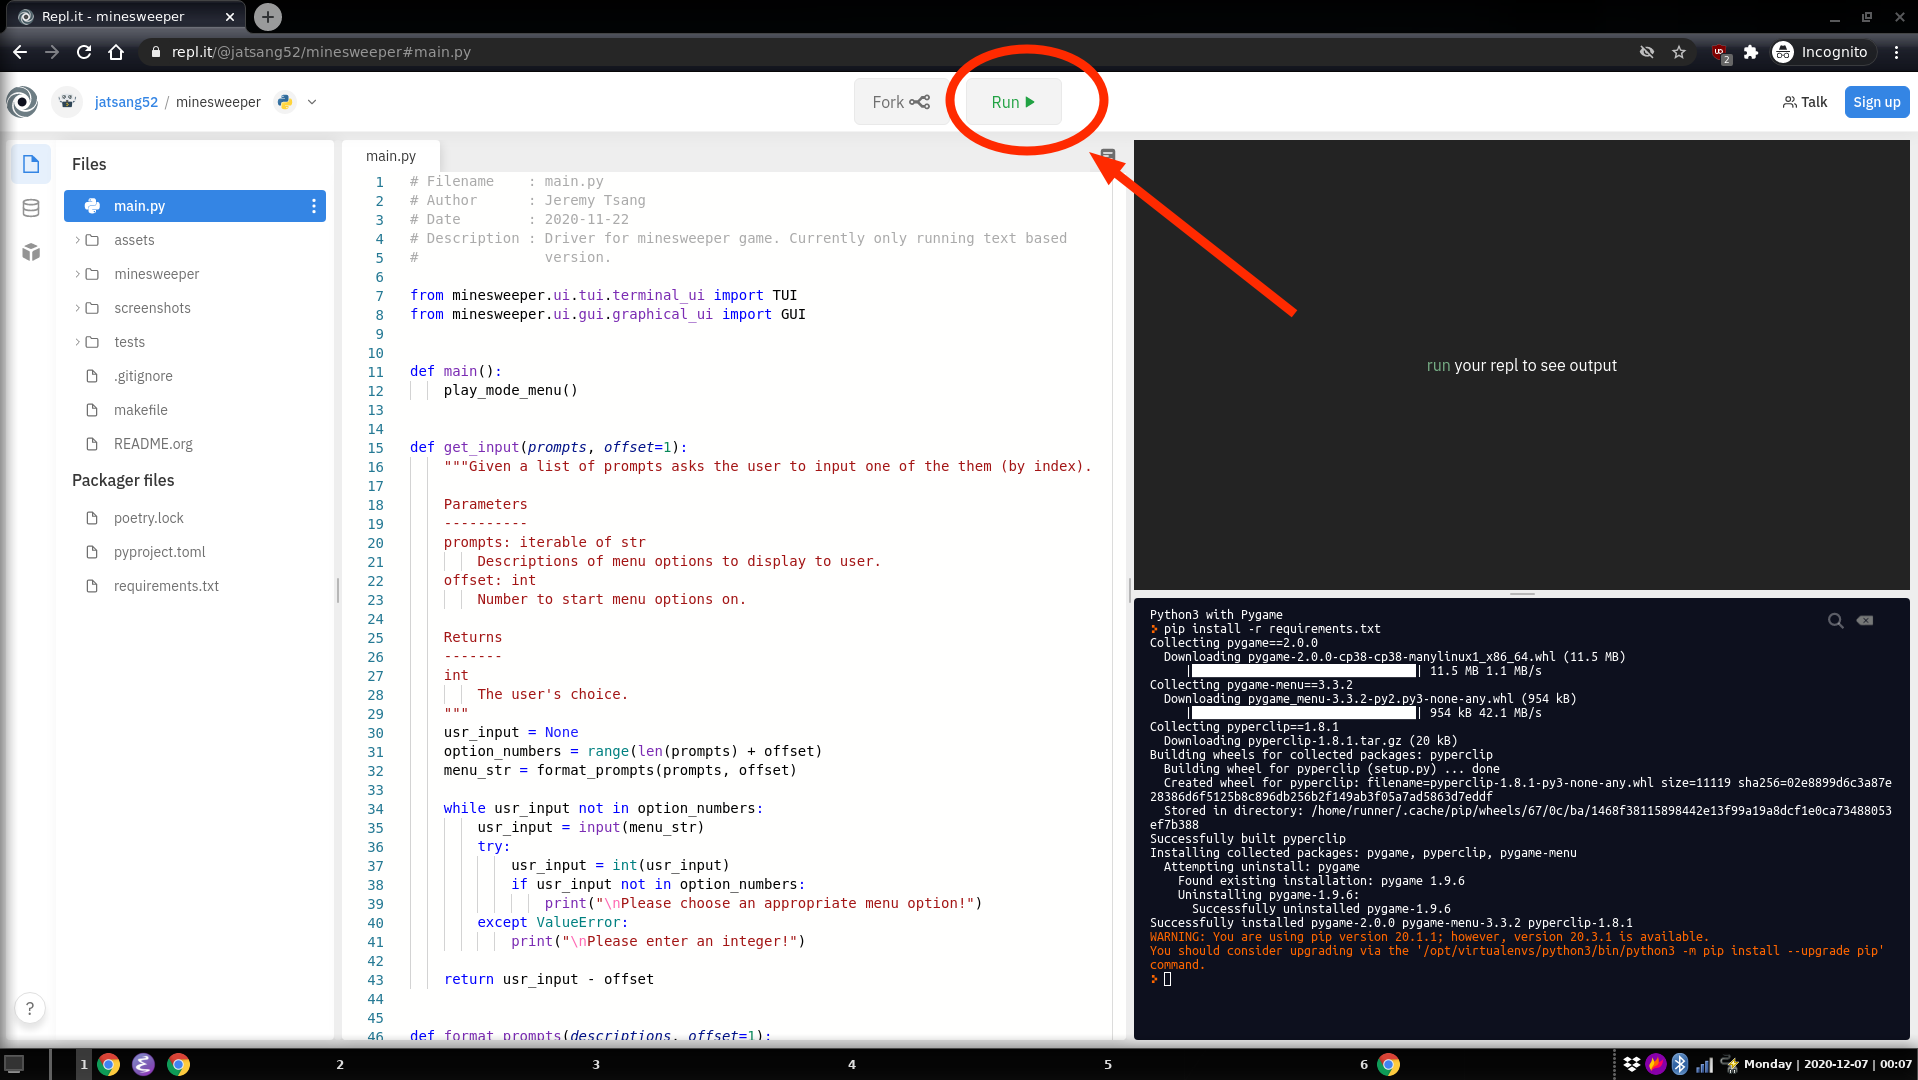 Repl.it - minesweeper
repl.it/@jatsang52/minesweeper#main.py
2
Incognito
jatsang52 / minesweeper
Fork
Run
Talk
Sign up
Files
main.py
assets
minesweeper
screenshots
tests
.gitignore
makefile
README.org
Packager files
poetry.lock
pyproject.toml
requirements.txt
?
main.py
1 # Filename    : main.py
2 # Author      : Jeremy Tsang
3 # Date        : 2020-11-22
4 # Description : Driver for minesweeper game. Currently only running text based
5 #               version.
6
7 from minesweeper.ui.tui.terminal_ui import TUI
8 from minesweeper.ui.gui.graphical_ui import GUI
9
10
11 def main():
12     play_mode_menu()
13
14
15 def get_input(prompts, offset=1):
16     """Given a list of prompts asks the user to input one of the them (by index).
17
18     Parameters
19     ----------
20     prompts: iterable of str
21         Descriptions of menu options to display to user.
22     offset: int
23         Number to start menu options on.
24
25     Returns
26     -------
27     int
28         The user's choice.
29     """
30     usr_input = None
31     option_numbers = range(len(prompts) + offset)
32     menu_str = format_prompts(prompts, offset)
33
34     while usr_input not in option_numbers:
35         usr_input = input(menu_str)
36         try:
37             usr_input = int(usr_input)
38             if usr_input not in option_numbers:
39                 print("\nPlease choose an appropriate menu option!")
40         except ValueError:
41             print("\nPlease enter an integer!")
42
43     return usr_input - offset
44
45
46 def format_prompts(descriptions, offset=1):
run your repl to see output
Python3 with Pygame
pip install -r requirements.txt
Collecting pygame==2.0.0
  Downloading pygame-2.0.0-cp38-cp38-manylinux1_x86_64.whl (11.5 MB)
     || 11.5 MB 1.1 MB/s
Collecting pygame-menu==3.3.2
  Downloading pygame_menu-3.3.2-py2.py3-none-any.whl (954 kB)
     || 954 kB 42.1 MB/s
Collecting pyperclip==1.8.1
  Downloading pyperclip-1.8.1.tar.gz (20 kB)
Building wheels for collected packages: pyperclip
  Building wheel for pyperclip (setup.py) ... done
  Created wheel for pyperclip: filename=pyperclip-1.8.1-py3-none-any.whl size=11119 sha256=02e8899d6c3a87e
28386d6f5125b8c896db256b2f149ab3f05a7ad5863d7eddf
  Stored in directory: /home/runner/.cache/pip/wheels/67/0c/ba/1468f38115898442e13f99a19a8dcf1e0ca73488053
ef7b388
Successfully built pyperclip
Installing collected packages: pygame, pyperclip, pygame-menu
  Attempting uninstall: pygame
    Found existing installation: pygame 1.9.6
    Uninstalling pygame-1.9.6:
      Successfully uninstalled pygame-1.9.6
Successfully installed pygame-2.0.0 pygame-menu-3.3.2 pyperclip-1.8.1
WARNING: You are using pip version 20.1.1; however, version 20.3.1 is available.
You should consider upgrading via the '/opt/virtualenvs/python3/bin/python3 -m pip install --upgrade pip'
command.
1 2 3 4 5 6
Monday | 2020-12-07 | 00:07